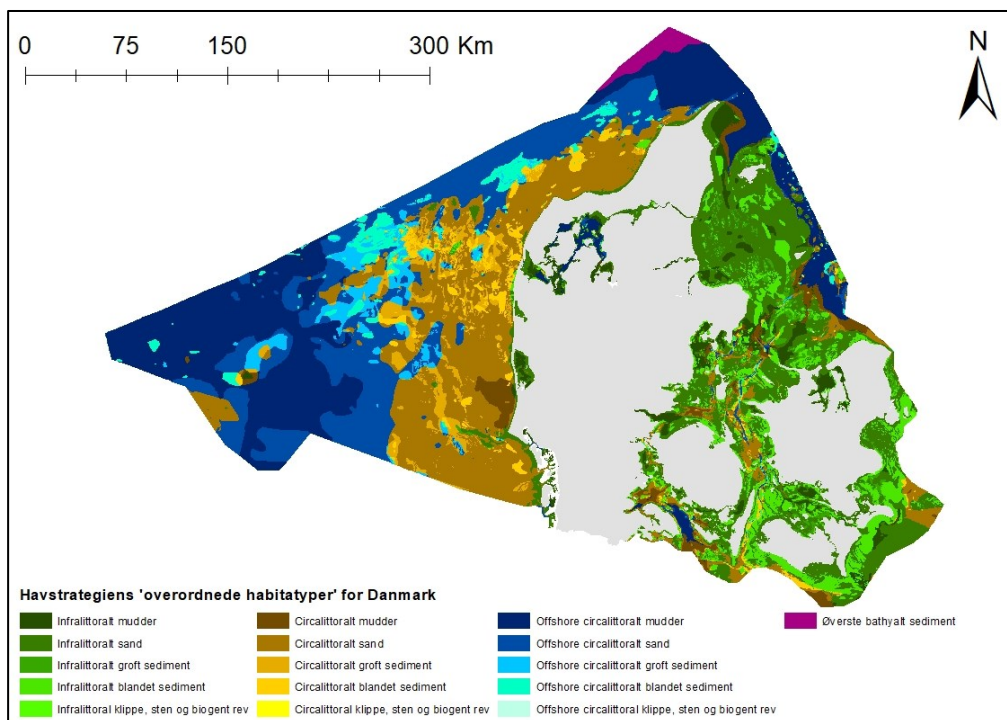 0 75 150 300 Km
N
Havstrategiens 'overordnede habitatyper' for Danmark
Infralittoralt mudder
Infralittoralt sand
Infralittoralt groft sediment
Infralittoralt blandet sediment
Infralittoral klippe, sten og biogent rev
Circalittoralt mudder
Circalittoralt sand
Circalittoralt groft sediment
Circalittoralt blandet sediment
Circalittoral klippe, sten og biogent rev
Offshore circalittoralt mudder
Offshore circalittoralt sand
Offshore circalittoralt groft sediment
Offshore circalittoralt blandet sediment
Offshore circalittoral klippe, sten og biogent rev
Øverste bathyalt sediment